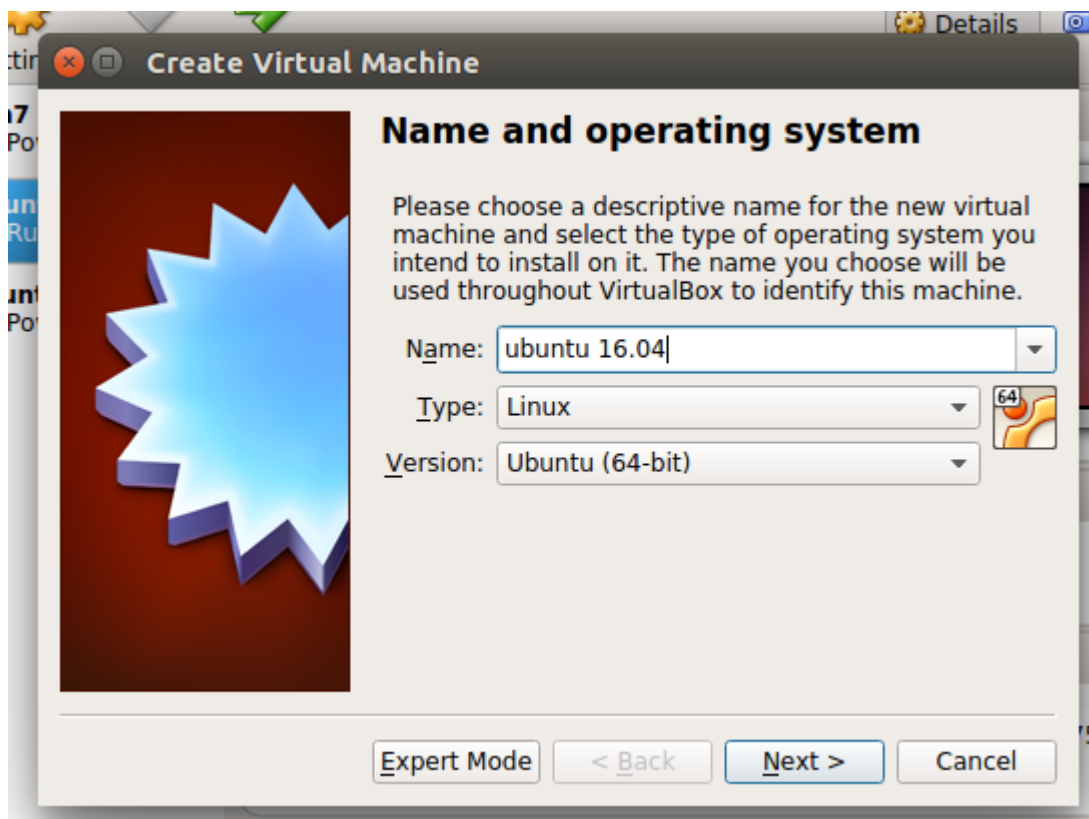 Details
Create Virtual Machine
Name and operating system
Please choose a descriptive name for the new virtual
machine and select the type of operating system you
intend to install on it. The name you choose will be
used throughout VirtualBox to identify this machine.
Name: ubuntu 16.04
Type: Linux
64
Version: Ubuntu (64-bit)
Expert Mode < Back Next > Cancel